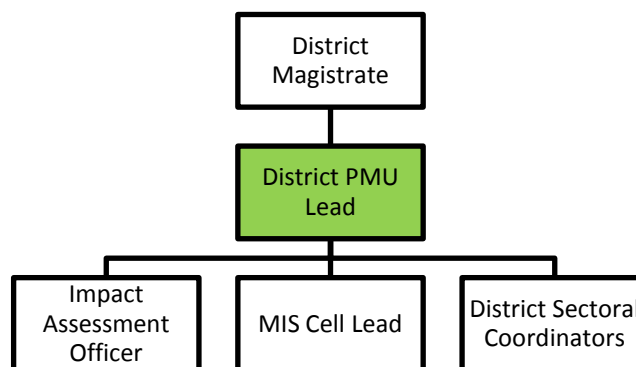 District
Magistrate
District PMU
Lead
Impact
Assessment
Officer
MIS Cell Lead
District Sectoral
Coordinators